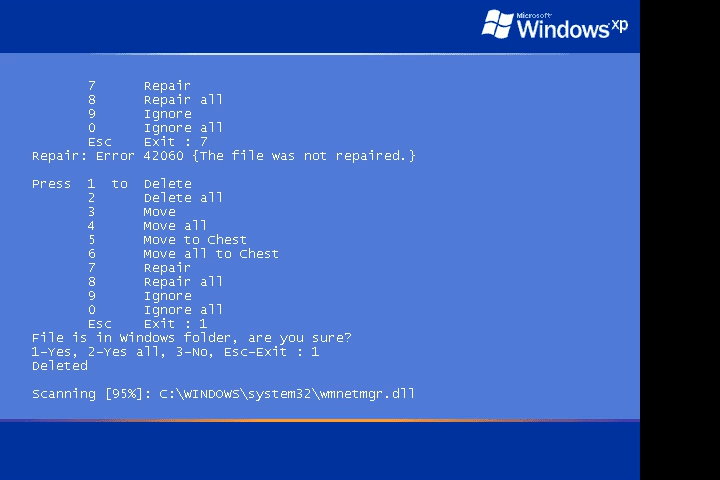 Microsoft
Windows xp
7 Repair
8 Repair all
9 Ignore
0 Ignore all
Esc Exit : 7
Repair: Error 42060 {The file was not repaired.}
Press 1 to Delete
2 Delete all
3 Move
4 Move all
5 Move to Chest
6 Move all to Chest
7 Repair
8 Repair all
9 Ignore
0 Ignore all
Esc Exit : 1
File is in Windows folder, are you sure?
1-Yes, 2-Yes all, 3-No, Esc-Exit : 1
Deleted
Scanning [95%]: C:\WINDOWS\system32\wmnetmgr.dll